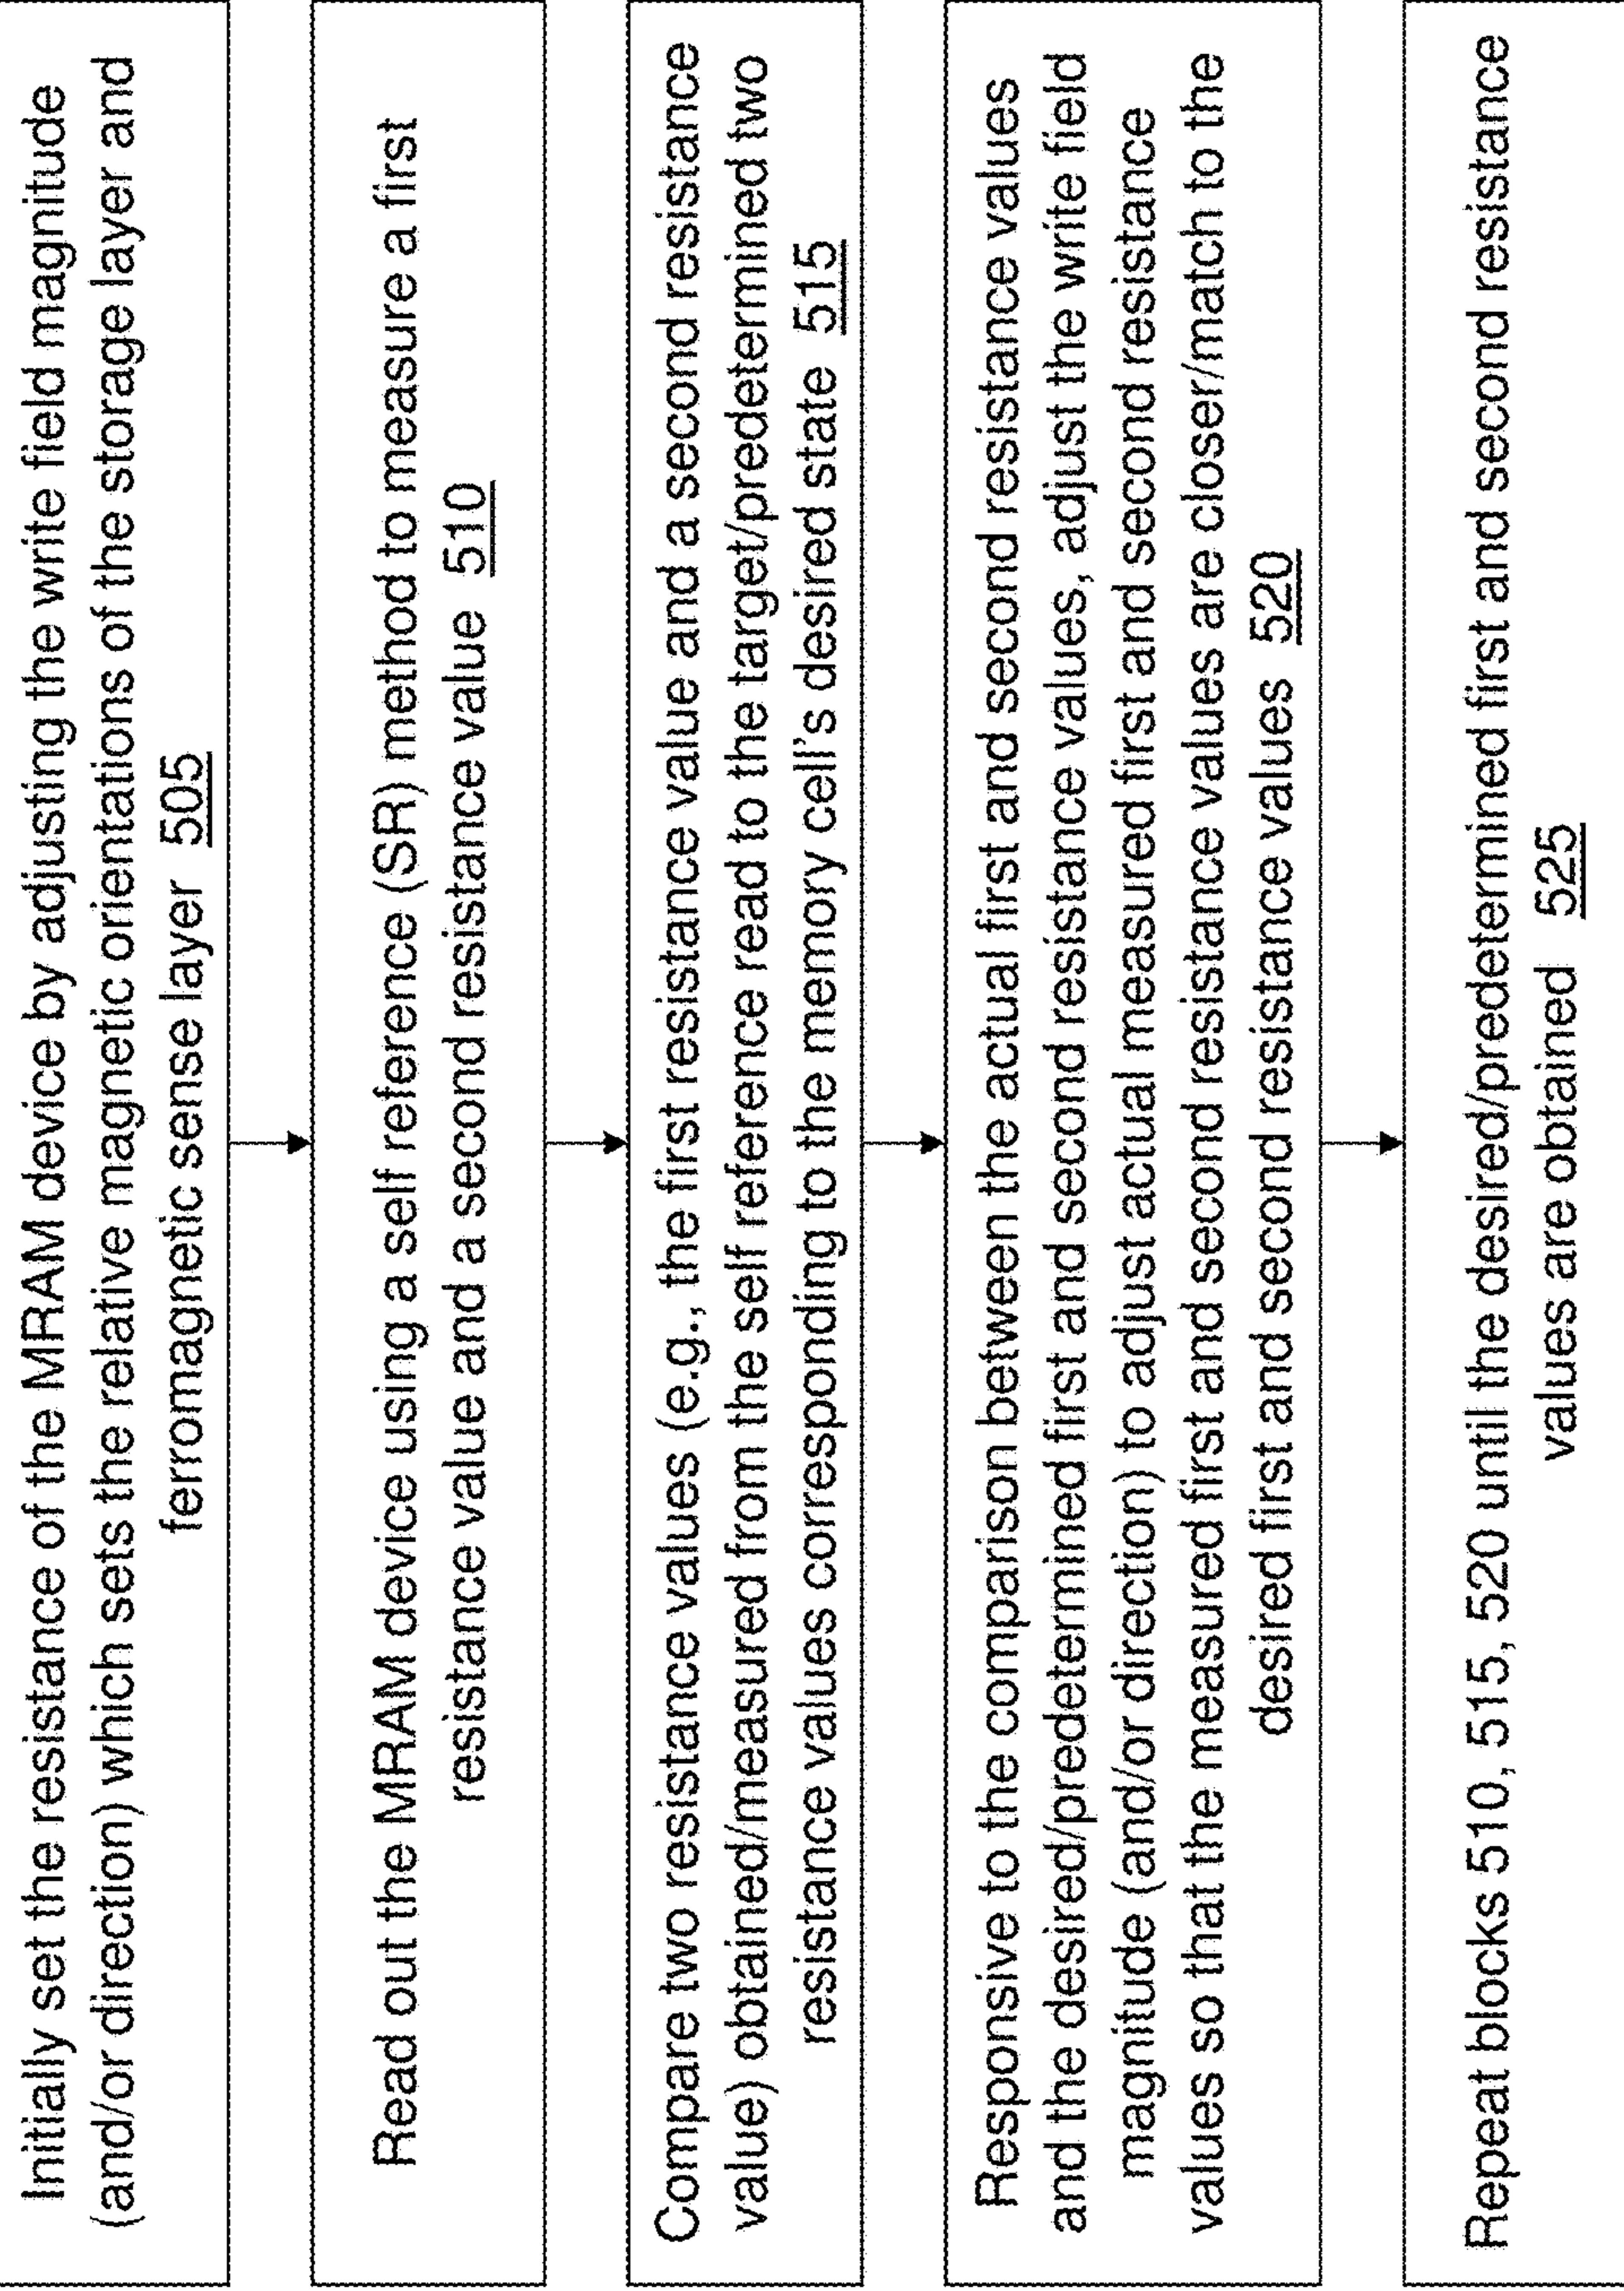 Initially set the resistance of the MRAM device by adjusting the write field magnitude
(and/or direction) which sets the relative magnetic orientations of the storage layer and
ferromagnetic sense layer 505
Read out the MRAM device using a self reference (SR) method to measure a first
resistance value and a second resistance value 510
Compare two resistance values (e.g., the first resistance value and a second resistance
value) obtained/measured from the self reference read to the target/predetermined two
resistance values corresponding to the memory cell's desired state 515
Responsive to the comparison between the actual first and second resistance values
and the desired/predetermined first and second resistance values, adjust the write field
magnitude (and/or direction) to adjust actual measured first and second resistance
values so that the measured first and second resistance values are closer/match to the
desired first and second resistance values 520
Repeat blocks 510, 515, 520 until the desired/predetermined first and second resistance
values are obtained 525